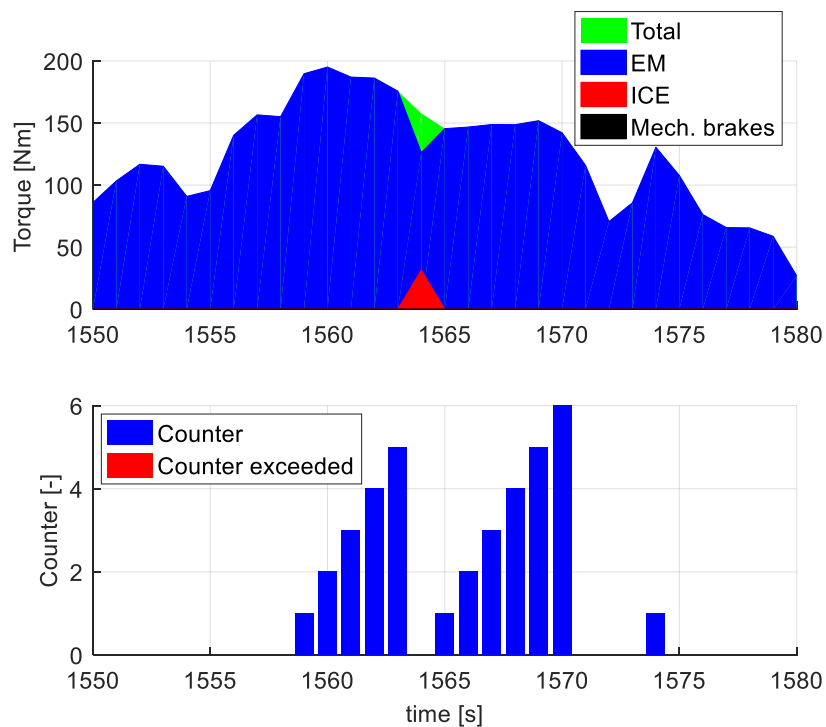 Total
EM
ICE
Mech. brakes
Torque [Nm]
200
150
100
50
0
1550 1555 1560 1565 1570 1575 1580
Counter
Counter exceeded
Counter [-]
6
4
2
0
1550 1555 1560 1565 1570 1575 1580
time [s]